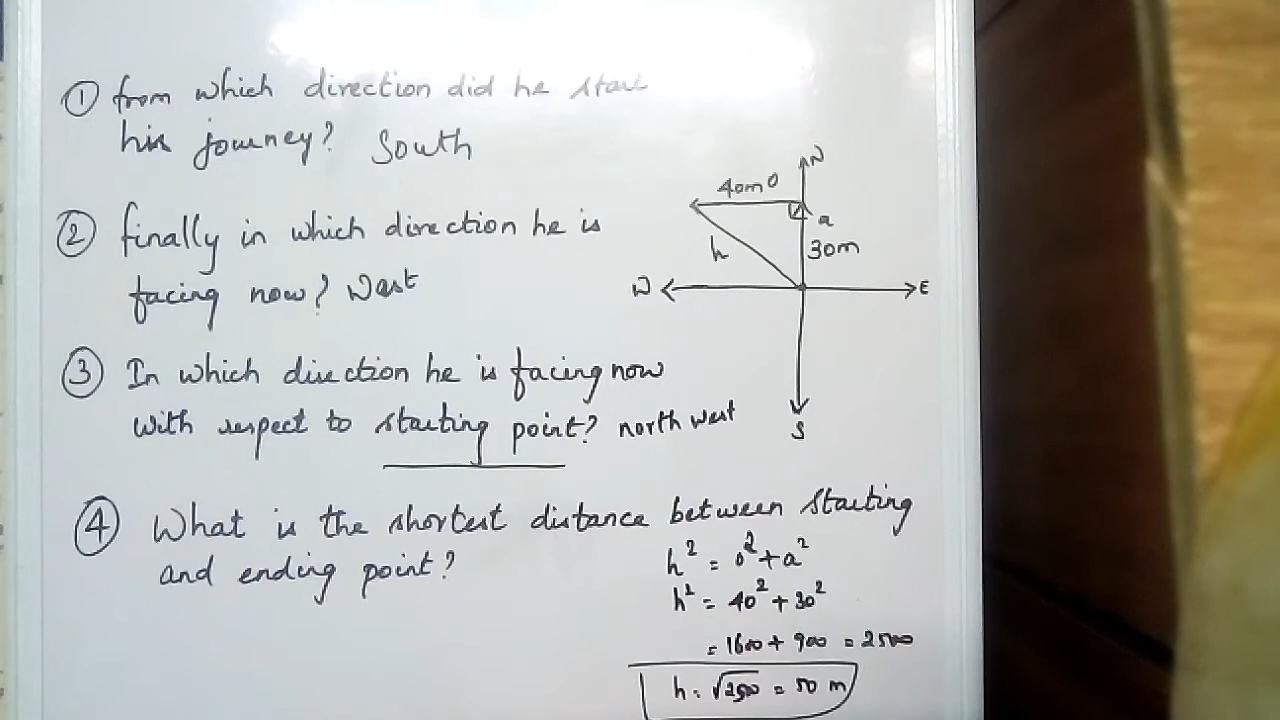 ① from which direction did he start
his journey? South
② finally in which direction he is
facing now? West
③ In which direction he is facing now
with respect to starting point? north west
④ What is the shortest distance between starting
and ending point?
N
40m o
a
h
30m
W
E
S
h² = o² + a²
h² = 40² + 30²
= 1600 + 900 = 2500
h = √2500 = 50 m